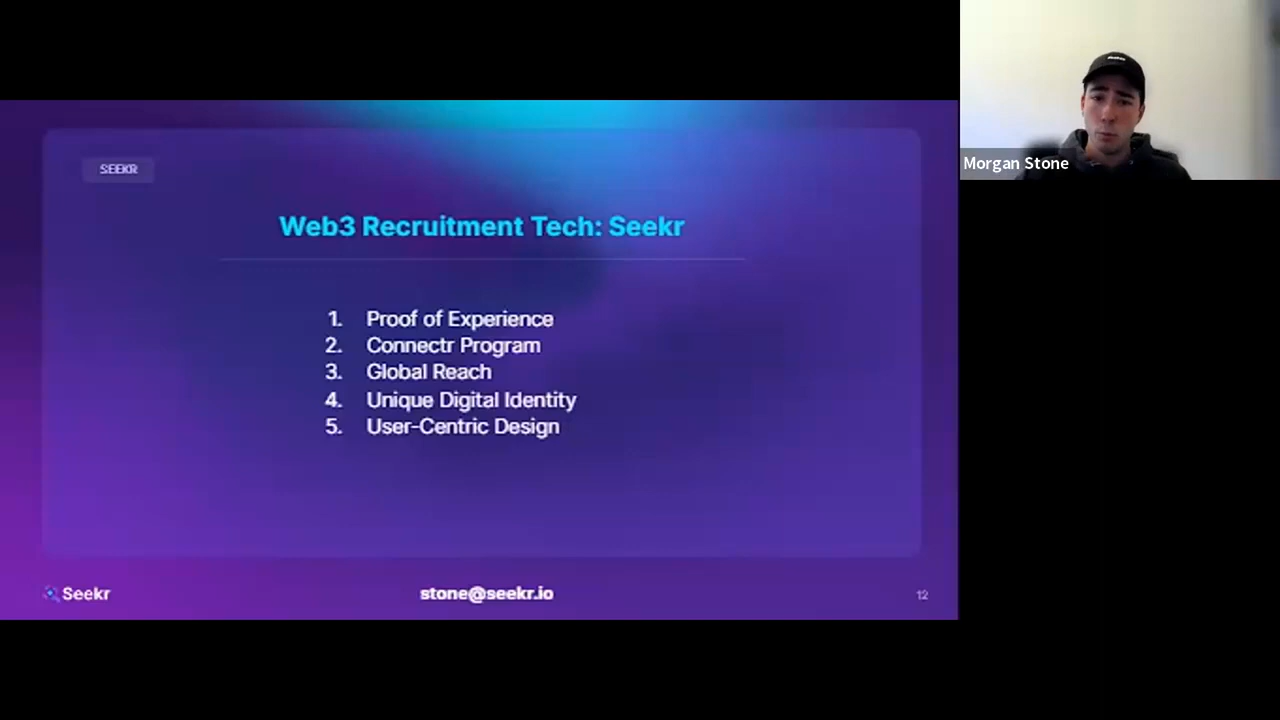 SEEKR
Web3 Recruitment Tech: Seekr
1. Proof of Experience
2. Connectr Program
3. Global Reach
4. Unique Digital Identity
5. User-Centric Design
Seekr
stone@seekr.io
12
Morgan Stone